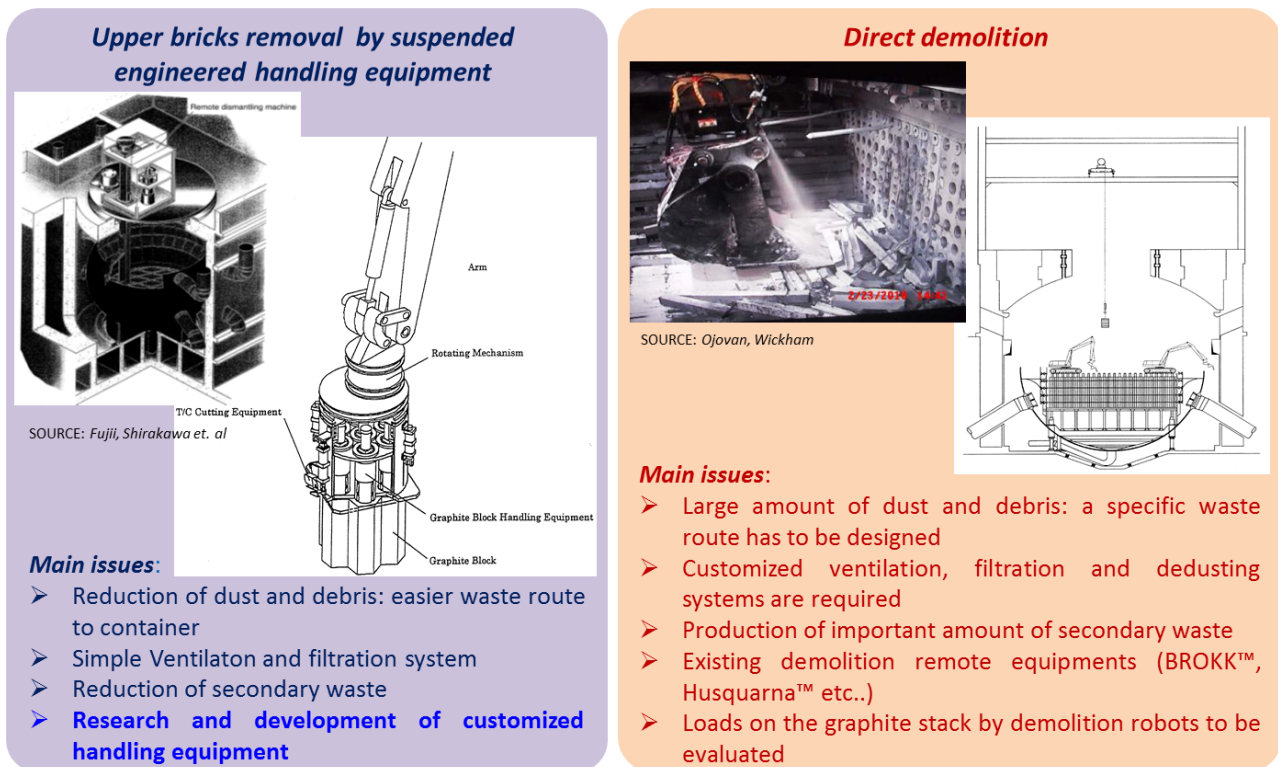 Upper bricks removal by suspended
engineered handling equipment
Remote dismantling machine
Arm
Rotating Mechanism
T/C Cutting Equipment
SOURCE: Fujii, Shirakawa et. al
Graphite Block Handling Equipment
Graphite Block
Main issues:
➢ Reduction of dust and debris: easier waste route
to container
➢ Simple Ventilaton and filtration system
➢ Reduction of secondary waste
➢ Research and development of customized
handling equipment
Direct demolition
SOURCE: Ojovan, Wickham
Main issues:
➢ Large amount of dust and debris: a specific waste
route has to be designed
➢ Customized ventilation, filtration and dedusting
systems are required
➢ Production of important amount of secondary waste
➢ Existing demolition remote equipments (BROKK™,
Husquarna™ etc..)
➢ Loads on the graphite stack by demolition robots to be
evaluated